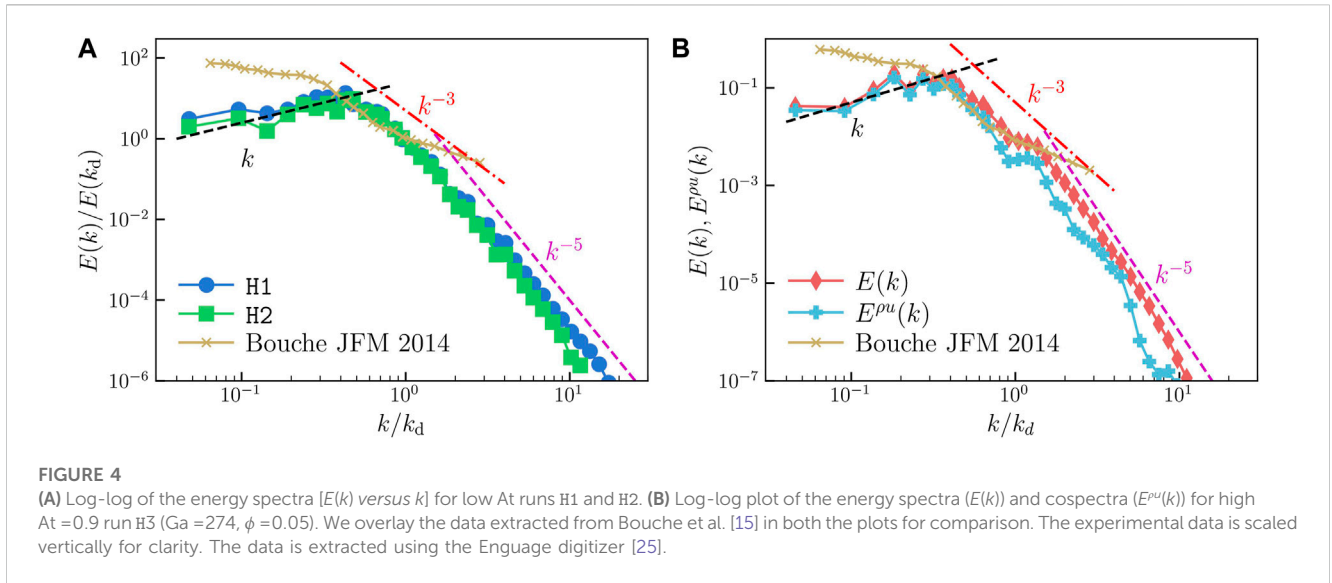 A
10^2
10^0
10^−2
10^−4
10^−6
E(k)/E(k_d)
k
k^−3
k^−5
H1
H2
Bouche JFM 2014
10^−1
10^0
10^1
k/k_d
B
10^−1
10^−3
10^−5
10^−7
E(k), E^ρu(k)
k
k^−3
k^−5
E(k)
E^ρu(k)
Bouche JFM 2014
10^−1
10^0
10^1
k/k_d
FIGURE 4
(A) Log-log of the energy spectra [E(k) versus k] for low At runs H1 and H2. (B) Log-log plot of the energy spectra (E(k)) and cospectra (E^ρu(k)) for high
At =0.9 run H3 (Ga =274, ϕ =0.05). We overlay the data extracted from Bouche et al. [15] in both the plots for comparison. The experimental data is scaled
vertically for clarity. The data is extracted using the Enguage digitizer [25].